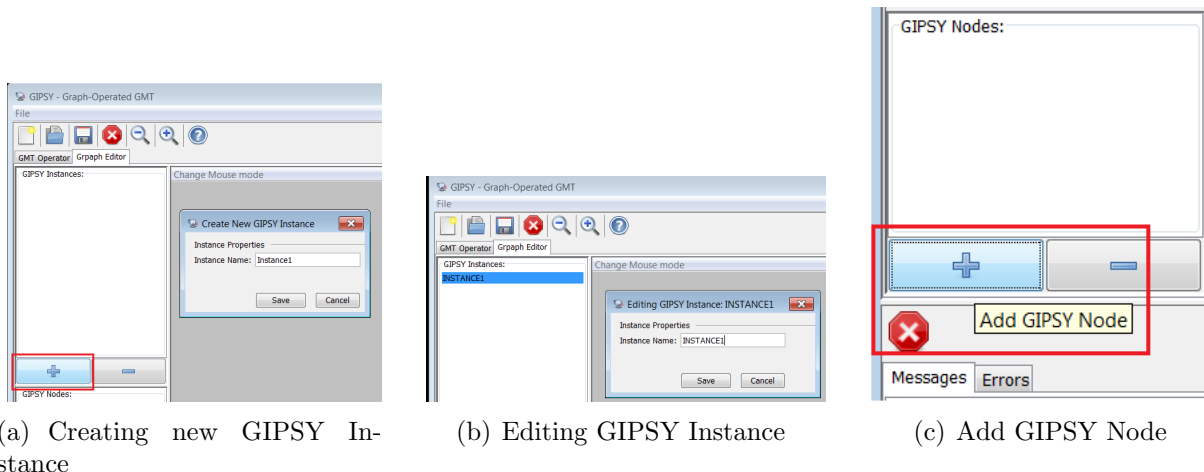 GIPSY - Graph-Operated GMT
File
GMT Operator Grpaph Editor
GIPSY Instances:
Change Mouse mode
Create New GIPSY Instance
Instance Properties
Instance Name: Instance1
Save Cancel
GIPSY Nodes:
(a) Creating new GIPSY In-
stance
GIPSY - Graph-Operated GMT
File
GMT Operator Grpaph Editor
GIPSY Instances:
Change Mouse mode
INSTANCE1
Editing GIPSY Instance: INSTANCE1
Instance Properties
Instance Name: INSTANCE1
Save Cancel
(b) Editing GIPSY Instance
GIPSY Nodes:
Add GIPSY Node
Messages Errors
(c) Add GIPSY Node